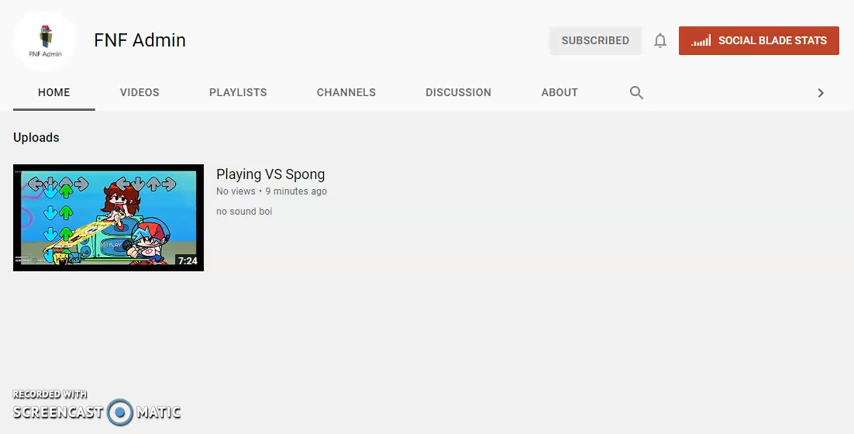 FNF Admin
FNF Admin
SUBSCRIBED
SOCIAL BLADE STATS
HOME VIDEOS PLAYLISTS CHANNELS DISCUSSION ABOUT
Uploads
Playing VS Spong
No views • 9 minutes ago
no sound boi
7:24
RECORDED WITH
SCREENCAST MATIC